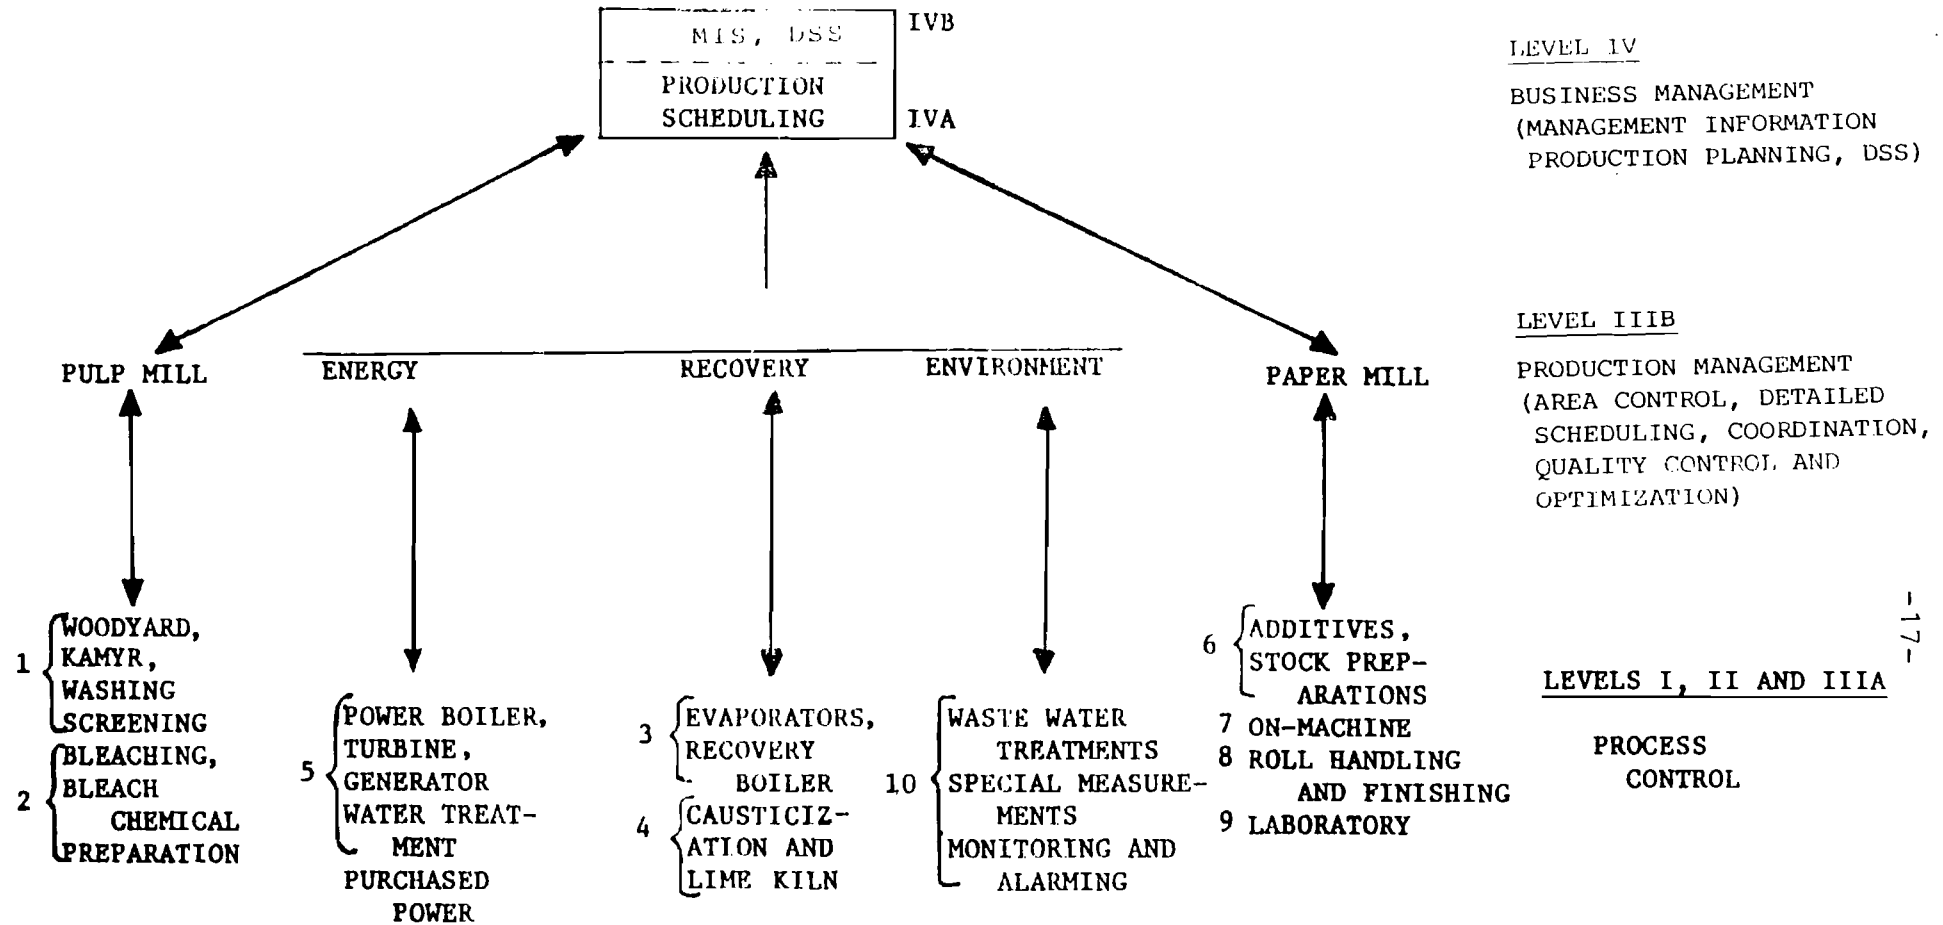 MIS, DSS
IVB
PRODUCTION
SCHEDULING
IVA
LEVEL IV
BUSINESS MANAGEMENT
(MANAGEMENT INFORMATION
PRODUCTION PLANNING, DSS)
PULP MILL
ENERGY
RECOVERY
ENVIRONMENT
PAPER MILL
LEVEL IIIB
PRODUCTION MANAGEMENT
(AREA CONTROL, DETAILED
SCHEDULING, COORDINATION,
QUALITY CONTROL AND
OPTIMIZATION)
1
WOODYARD,
KAMYR,
WASHING
SCREENING
2
BLEACHING,
BLEACH
CHEMICAL
PREPARATION
5
POWER BOILER,
TURBINE,
GENERATOR
WATER TREAT-
MENT
PURCHASED
POWER
3
EVAPORATORS,
RECOVERY
BOILER
4
CAUSTICIZ-
ATION AND
LIME KILN
10
WASTE WATER
TREATMENTS
SPECIAL MEASURE-
MENTS
MONITORING AND
ALARMING
6
ADDITIVES,
STOCK PREP-
ARATIONS
7 ON-MACHINE
8 ROLL HANDLING
AND FINISHING
9 LABORATORY
LEVELS I, II AND IIIA
PROCESS
CONTROL
-17-